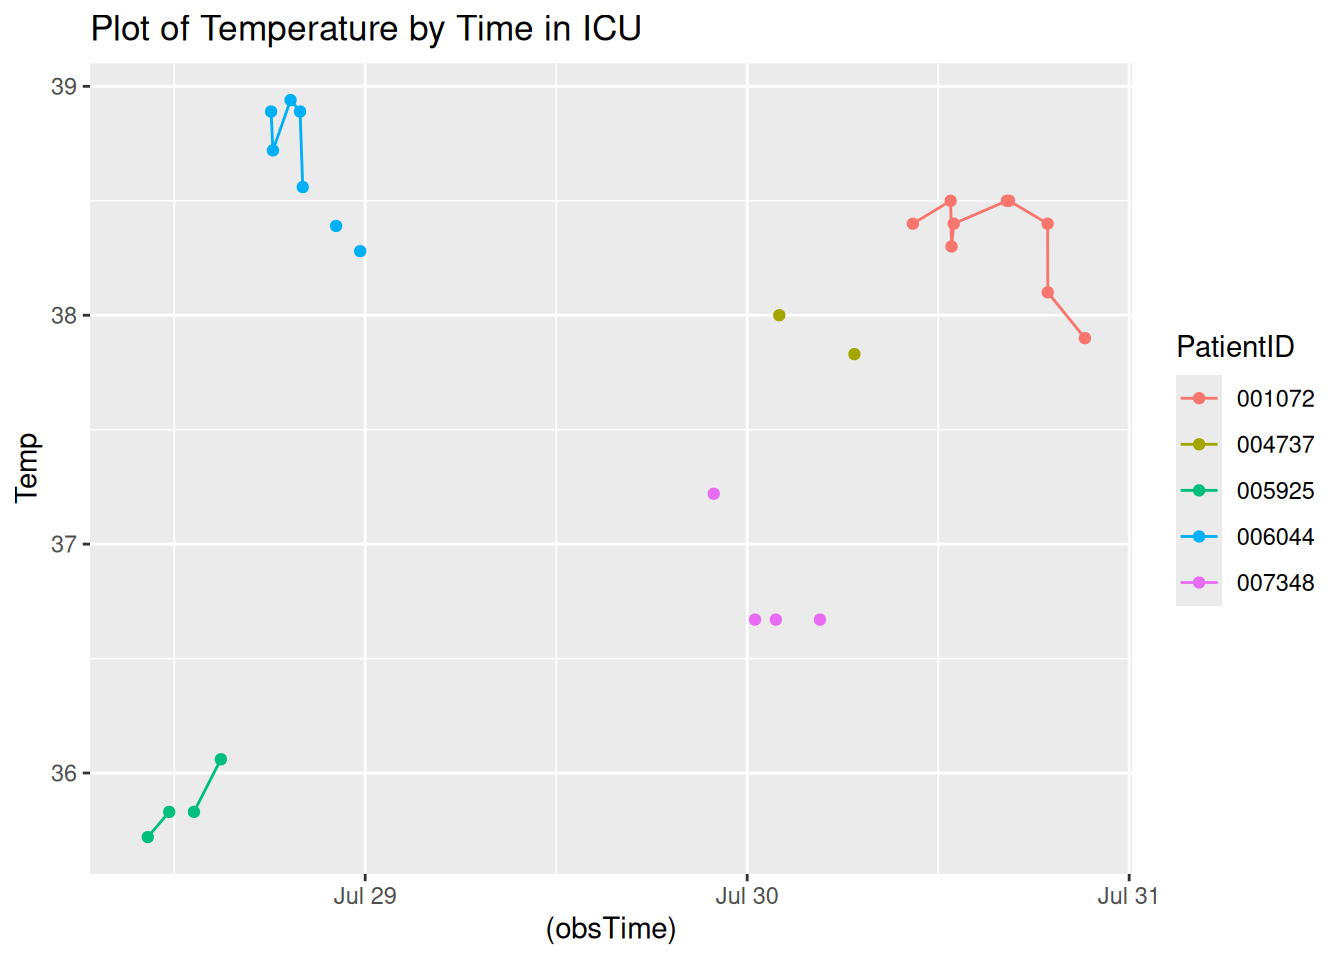 Plot of Temperature by Time in ICU
39
38
37
36
Temp
Jul 29
Jul 30
Jul 31
(obsTime)
PatientID
001072
004737
005925
006044
007348